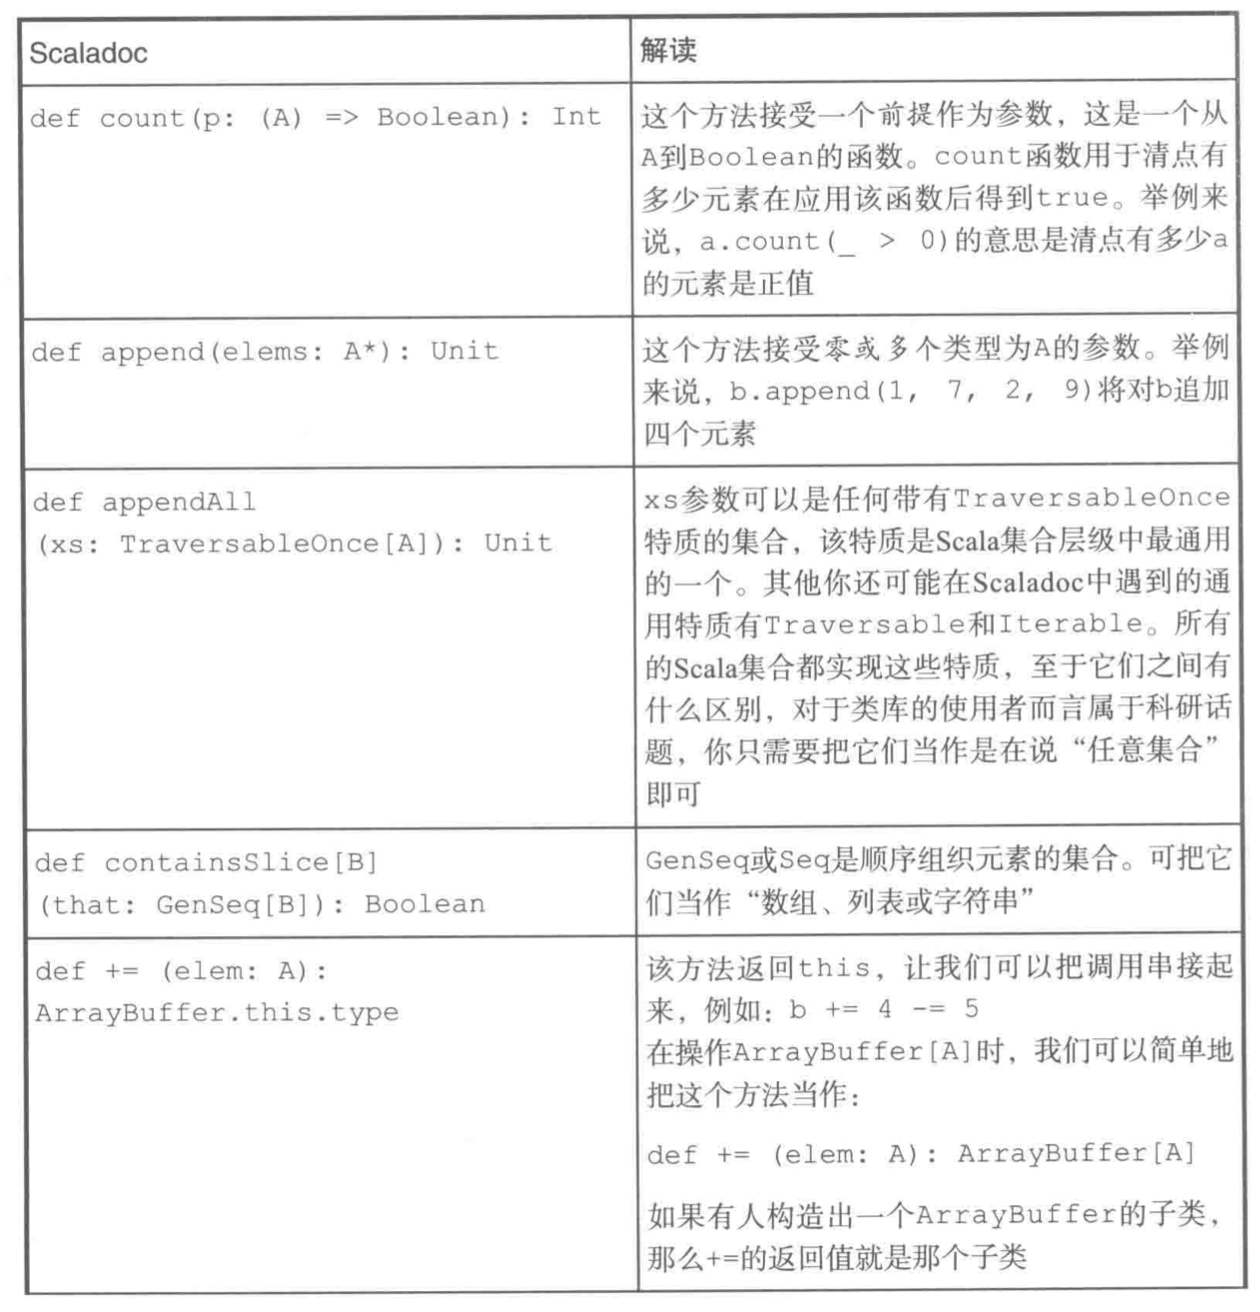 Scaladoc
解读
def count(p: (A) => Boolean): Int
这个方法接受一个前提作为参数，这是一个从
A到Boolean的函数。count函数用于清点有
多少元素在应用该函数后得到true。举例来
说，a.count(_ > 0)的意思是清点有多少a
的元素是正值
def append(elems: A*): Unit
这个方法接受零或多个类型为A的参数。举例
来说，b.append(1, 7, 2, 9)将对b追加
四个元素
def appendAll
(xs: TraversableOnce[A]): Unit
xs参数可以是任何带有TraversableOnce
特质的集合，该特质是Scala集合层级中最通用
的一个。其他你还可能在Scaladoc中遇到的通
用特质有Traversable和Iterable。所有
的Scala集合都实现这些特质，至于它们之间有
什么区别，对于类库的使用者而言属于科研话
题，你只需要把它们当作是在说“任意集合”
即可
def containsSlice[B]
(that: GenSeq[B]): Boolean
GenSeq或Seq是顺序组织元素的集合。可把它
们当作“数组、列表或字符串”
def += (elem: A):
ArrayBuffer.this.type
该方法返回this，让我们可以把调用串接起
来，例如：b += 4 -= 5
在操作ArrayBuffer[A]时，我们可以简单地
把这个方法当作：
def += (elem: A): ArrayBuffer[A]
如果有人构造出一个ArrayBuffer的子类，
那么+=的返回值就是那个子类